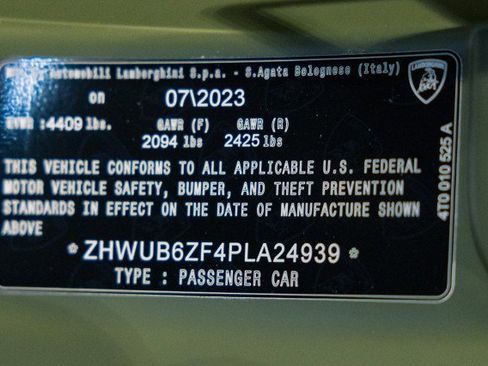 LAMBORGHINI
Automobili Lamborghini S.p.a. - S.Agata Bolognese (Italy)
on 07\2023
GVWR :4409 lbs. GAWR (F) GAWR (R)
2094 lbs 2425 lbs
THIS VEHICLE CONFORMS TO ALL APPLICABLE U.S. FEDERAL
MOTOR VEHICLE SAFETY, BUMPER, AND THEFT PREVENTION
STANDARDS IN EFFECT ON THE DATE OF MANUFACTURE SHOWN
ABOVE
ZHWUB6ZF4PLA24939
TYPE : PASSENGER CAR
4T0 010 525 A